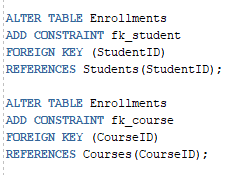 ALTER TABLE Enrollments
ADD CONSTRAINT fk_student
FOREIGN KEY (StudentID)
REFERENCES Students(StudentID);
ALTER TABLE Enrollments
ADD CONSTRAINT fk_course
FOREIGN KEY (CourseID)
REFERENCES Courses(CourseID);